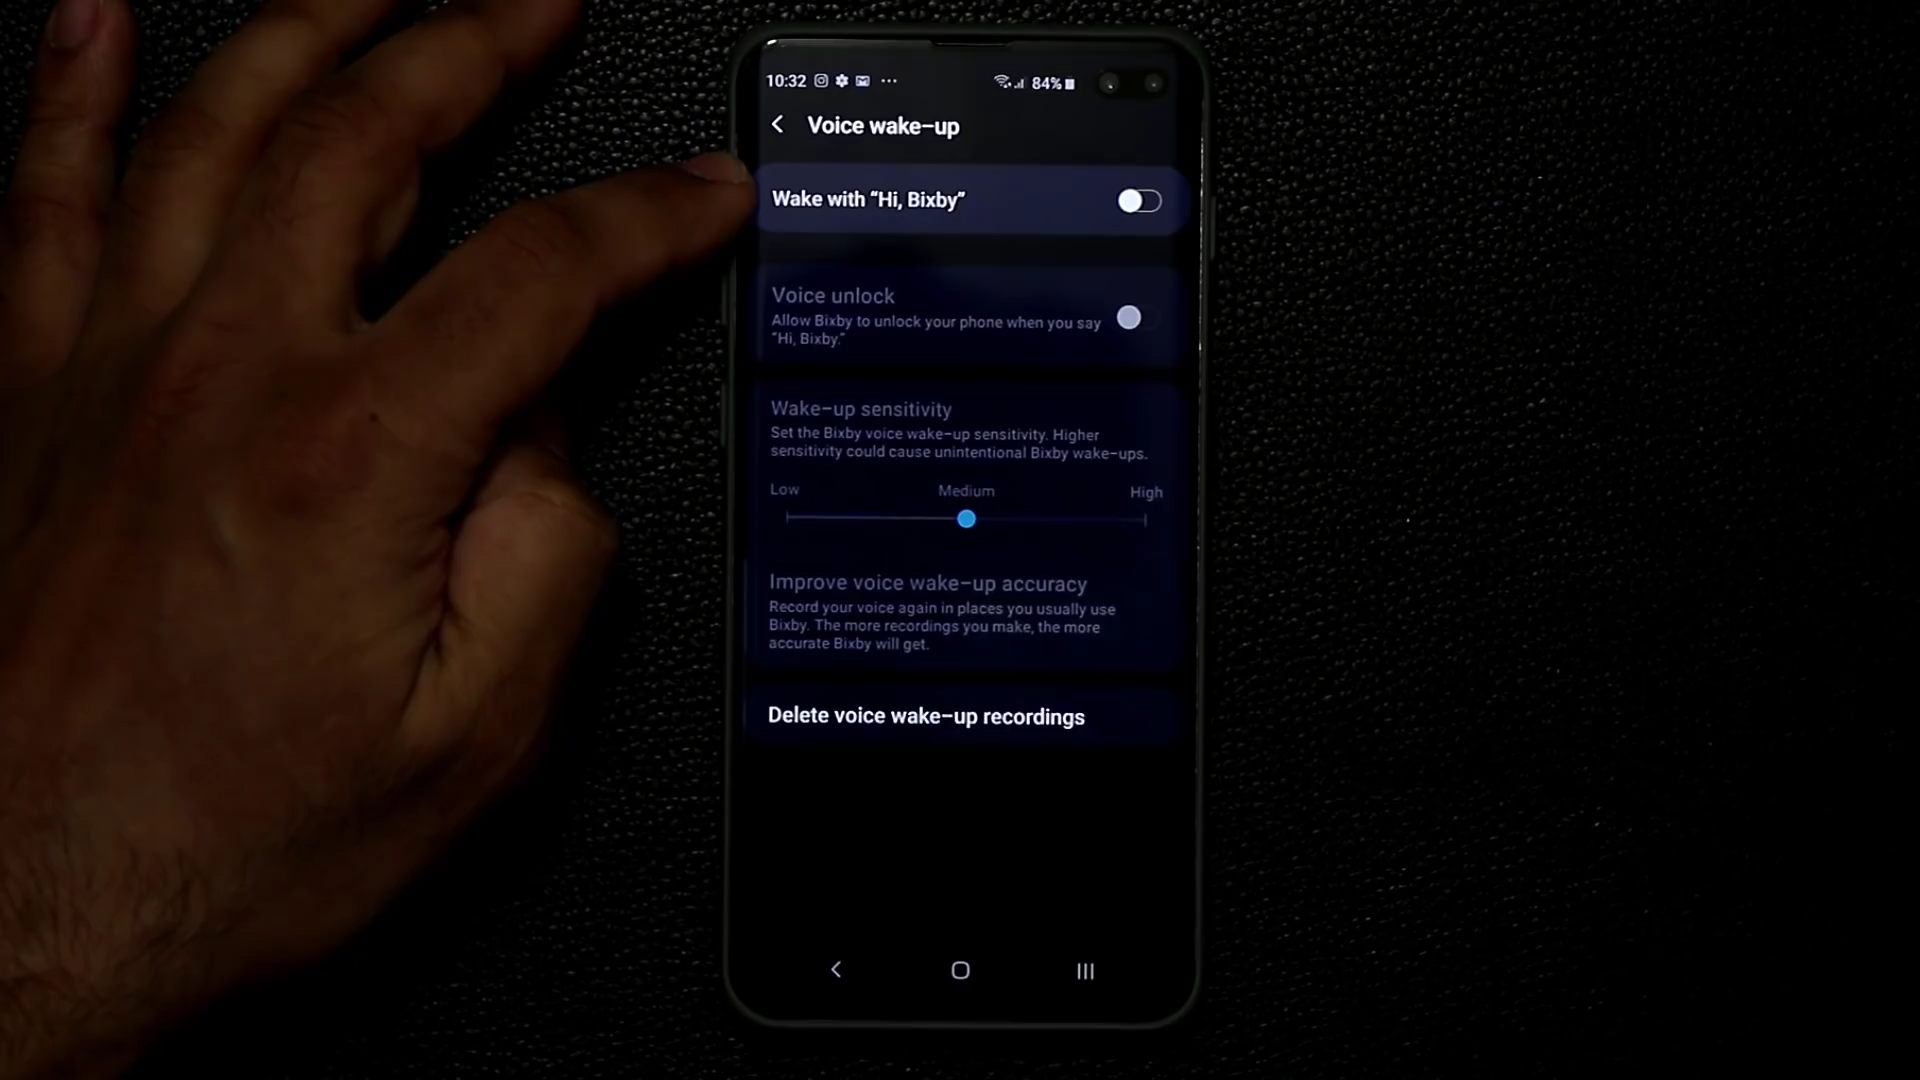 10:32 84%
Voice wake-up
Wake with “Hi, Bixby”
Voice unlock
Allow Bixby to unlock your phone when you say
“Hi, Bixby.”
Wake-up sensitivity
Set the Bixby voice wake-up sensitivity. Higher
sensitivity could cause unintentional Bixby wake-ups.
Low Medium High
Improve voice wake-up accuracy
Record your voice again in places you usually use
Bixby. The more recordings you make, the more
accurate Bixby will get.
Delete voice wake-up recordings